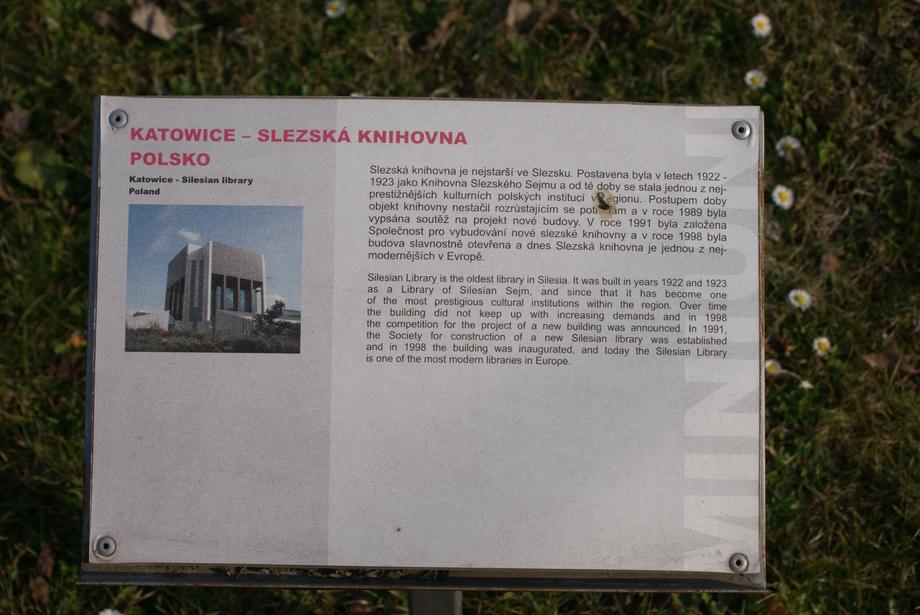 KATOWICE – SLEZSKÁ KNIHOVNA
POLSKO
Katowice - Silesian library
Poland
Slezská knihovna je nejstarší ve Slezsku. Postavena byla v letech 1922 -
1923 jako Knihovna Slezského Sejmu a od té doby se stala jednou z nej-
prestižnějších kulturních polských institucí v regionu. Postupem doby
objekt knihovny nestačil rozrůstajícím se potřebám a v roce 1989 byla
vypsána soutěž na projekt nové budovy. V roce 1991 byla založena
Společnost pro vybudování nové slezské knihovny a v roce 1998 byla
budova slavnostně otevřena a dnes Slezská knihovna je jednou z nej-
modernějších v Evropě.
Silesian Library is the oldest library in Silesia. It was built in years 1922 and 1923
as a Library of Silesian Sejm, and since that it has become one
of the most prestigious cultural institutions within the region. Over time
the building did not keep up with increasing demands and in 1998
the competition for the project of a new building was announced. In 1991,
the Society for construction of a new Silesian library was established
and in 1998 the building was inaugurated, and today the Silesian Library
is one of the most modern libraries in Europe.
MINIUNI